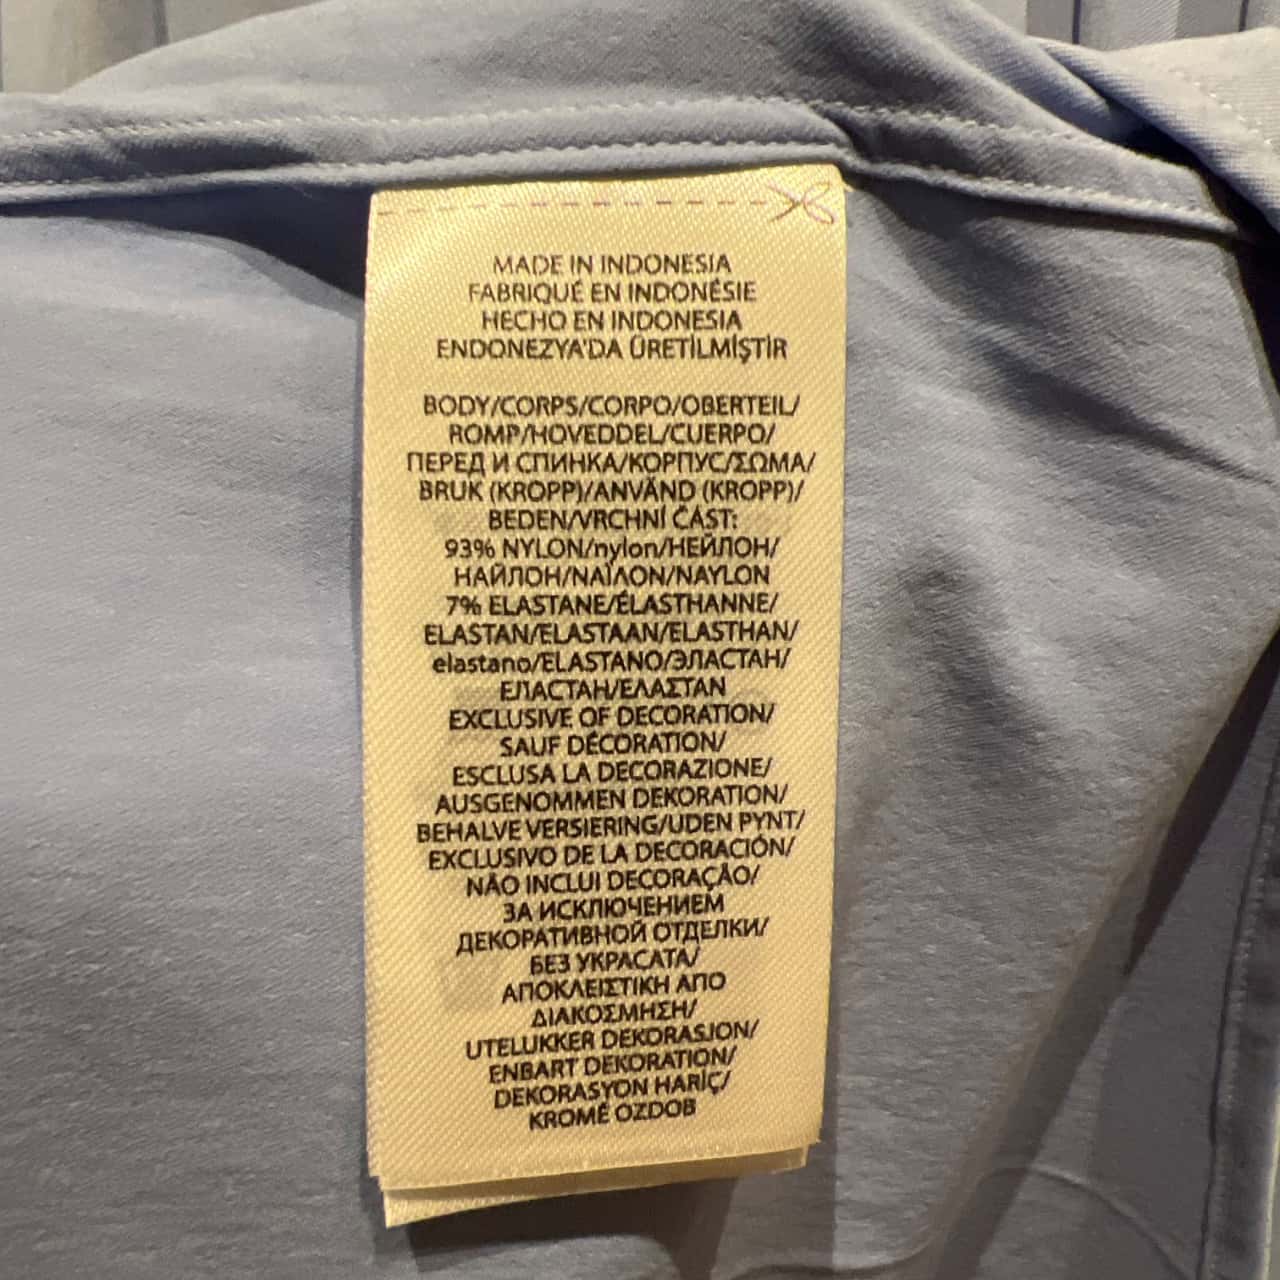 MADE IN INDONESIA
FABRIQUÉ EN INDONÉSIE
HECHO EN INDONESIA
ENDONEZYA'DA ÜRETİLMİŞTİR
BODY/CORPS/CORPO/OBERTEIL/
ROMP/HOVEDDEL/CUERPO/
ПЕРЕД И СПИНКА/КОРПУС/ΣΩΜΑ/
BRUK (KROPP)/ANVÄND (KROPP)/
BEDEN/VRCHNÍ ČÁST:
93% NYLON/nylon/НЕЙЛОН/
НАЙЛОН/ΝΑΪΛΟΝ/NAYLON
7% ELASTANE/ÉLASTHANNE/
ELASTAN/ELASTAAN/ELASTHAN/
elastano/ELASTANO/ЭЛАСТАН/
ЕЛАСТАН/ΕΛΑΣΤΑΝ
EXCLUSIVE OF DECORATION/
SAUF DÉCORATION/
ESCLUSA LA DECORAZIONE/
AUSGENOMMEN DEKORATION/
BEHALVE VERSIERING/UDEN PYNT/
EXCLUSIVO DE LA DECORACIÓN/
NÃO INCLUI DECORAÇÃO/
ЗА ИСКЛЮЧЕНИЕМ
ДЕКОРАТИВНОЙ ОТДЕЛКИ/
БЕЗ УКРАСАТА/
ΑΠΟΚΛΕΙΣΤΙΚΗ ΑΠΟ
ΔΙΑΚΟΣΜΗΣΗ/
UTELUKKER DEKORASJON/
ENBART DEKORATION/
DEKORASYON HARİÇ/
KROMĚ OZDOB